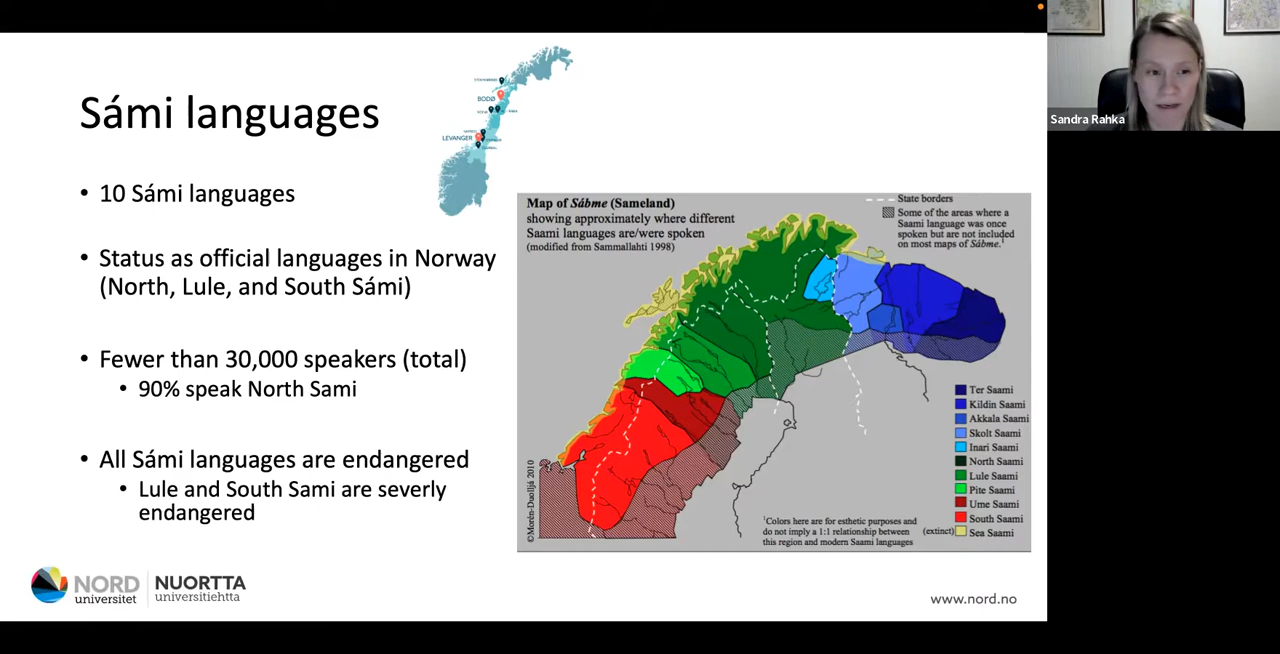 Sámi languages
BODØ
LEVANGER
• 10 Sámi languages
• Status as official languages in Norway
(North, Lule, and South Sámi)
• Fewer than 30,000 speakers (total)
• 90% speak North Sami
• All Sámi languages are endangered
• Lule and South Sami are severly
endangered
Map of Sábme (Sameland)
showing approximately where different
Saami languages are/were spoken
(modified from Sammallahti 1998)
State borders
Some of the areas where a
Saami language was once
spoken but are not included
on most maps of Sábme.¹
Ter Saami
Kildin Saami
Akkala Saami
Skolt Saami
Inari Saami
North Saami
Lule Saami
Pite Saami
Ume Saami
South Saami
(extinct) Sea Saami
¹Colors here are for esthetic purposes and
do not imply a 1:1 relationship between
this region and modern Saami languages
©Morén-Duolljá 2010
NORD
universitet
NUORTTA
universitiehtta
www.nord.no
Sandra Rahka